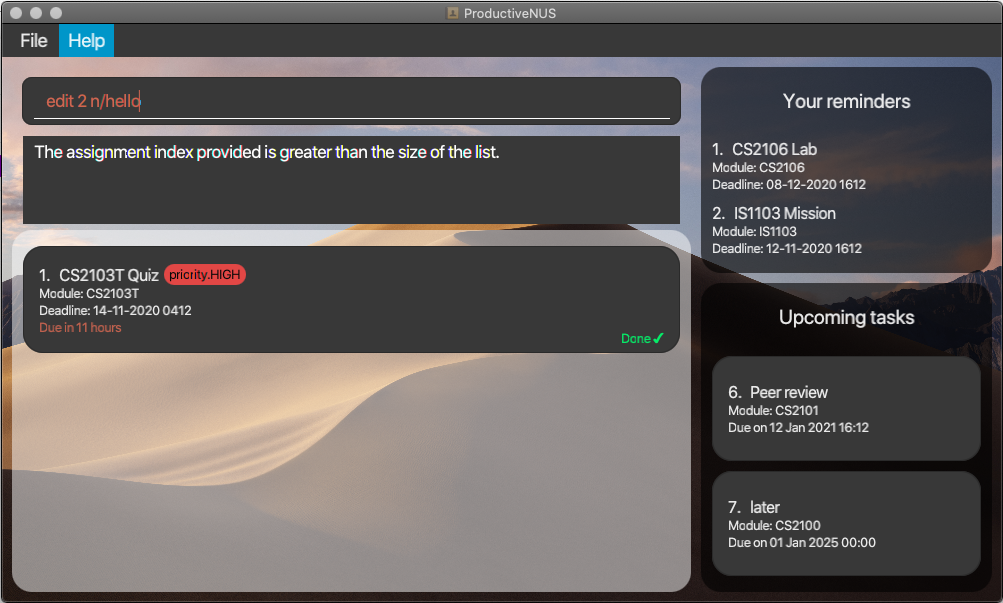 ProductiveNUS
File Help
edit 2 n/hello
The assignment index provided is greater than the size of the list.
1. CS2103T Quiz priority.HIGH
Module: CS2103T
Deadline: 14-11-2020 0412
Due in 11 hours
Done✔
Your reminders
1. CS2106 Lab
Module: CS2106
Deadline: 08-12-2020 1612
2. IS1103 Mission
Module: IS1103
Deadline: 12-11-2020 1612
Upcoming tasks
6. Peer review
Module: CS2101
Due on 12 Jan 2021 16:12
7. later
Module: CS2100
Due on 01 Jan 2025 00:00